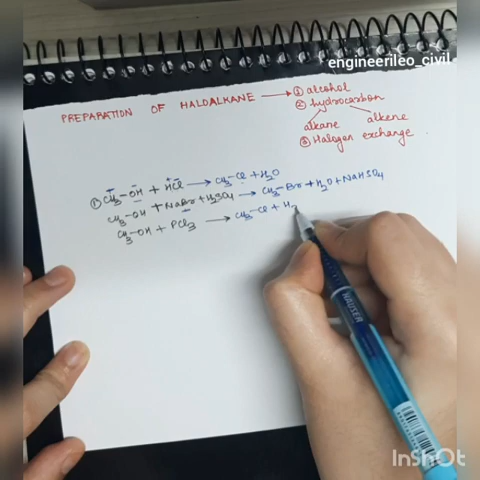 engineerileo_civil
PREPARATION OF HALOALKANE → ① alcohol
② hydrocarbon
alkane alkene
③ Halogen exchange
① CH₃-OH + HCl → CH₃-Cl + H₂O
CH₃-OH + NaBr + H₂SO₄ → CH₃-Br + H₂O + NaHSO₄
CH₃-OH + PCl₃ → CH₃-Cl + H₃
HAUSER
InShOt